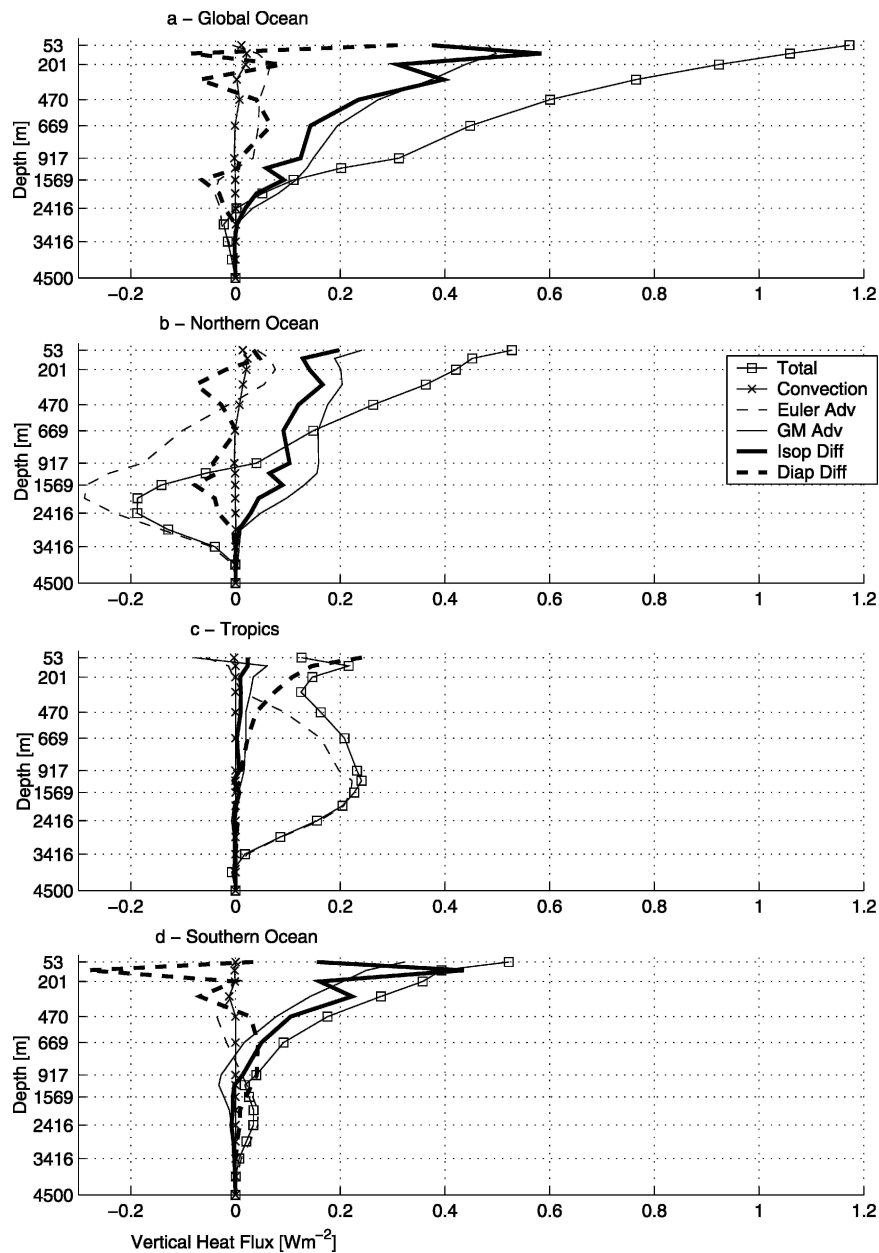 a – Global Ocean
Depth [m]
53
201
470
669
917
1569
2416
3416
4500
−0.2 0 0.2 0.4 0.6 0.8 1 1.2
b – Northern Ocean
Depth [m]
53
201
470
669
917
1569
2416
3416
4500
Total
Convection
Euler Adv
GM Adv
Isop Diff
Diap Diff
−0.2 0 0.2 0.4 0.6 0.8 1 1.2
c – Tropics
Depth [m]
53
201
470
669
917
1569
2416
3416
4500
−0.2 0 0.2 0.4 0.6 0.8 1 1.2
d – Southern Ocean
Depth [m]
53
201
470
669
917
1569
2416
3416
4500
−0.2 0 0.2 0.4 0.6 0.8 1 1.2
Vertical Heat Flux [Wm⁻²]